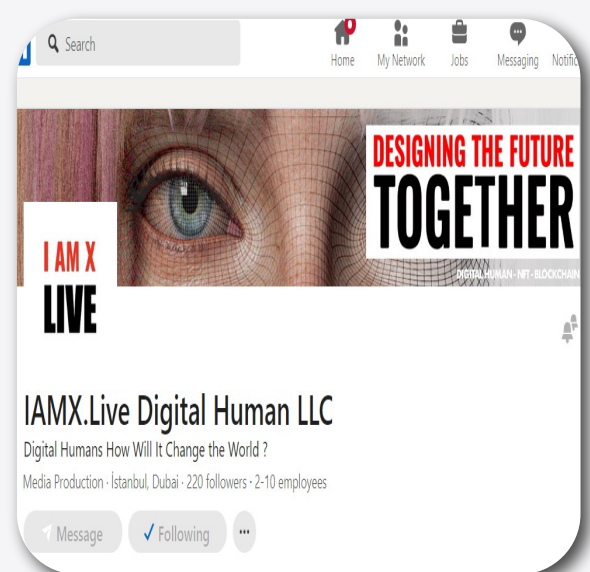 Search
Home
My Network
Jobs
Messaging
DESIGNING THE FUTURE
TOGETHER
DIGITAL HUMAN - NFT - BLOCKCHAIN
I AM X
LIVE
IAMX.Live Digital Human LLC
Digital Humans How Will It Change the World ?
Media Production · İstanbul, Dubai · 220 followers · 2-10 employees
Message
Following